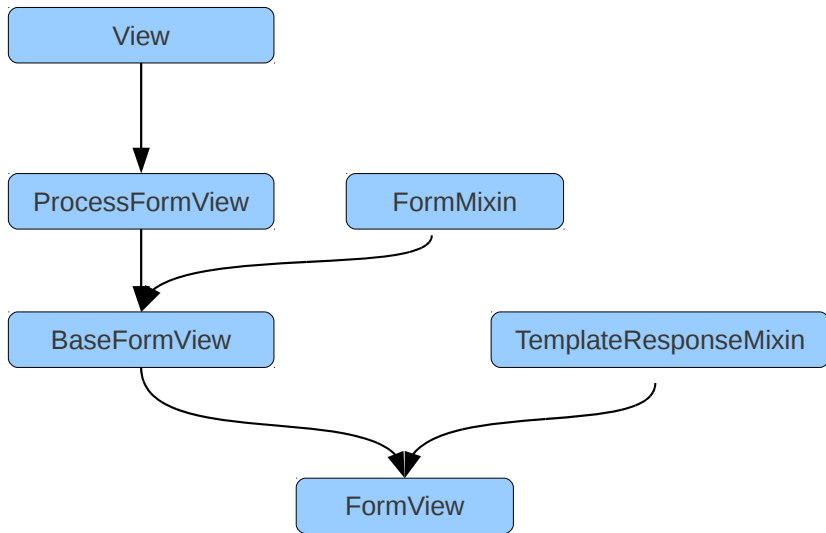 View
ProcessFormView
FormMixin
BaseFormView
TemplateResponseMixin
FormView